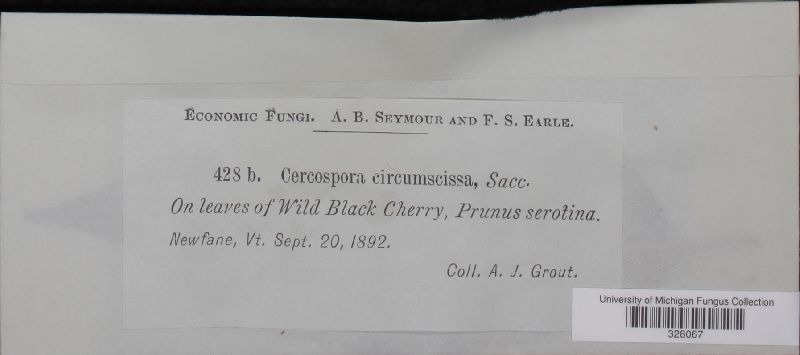 Economic Fungi. A. B. Seymour and F. S. Earle.
428 b. Cercospora circumscissa, Sacc.
On leaves of Wild Black Cherry, Prunus serotina.
Newfane, Vt. Sept. 20, 1892.
Coll. A. J. Grout.
University of Michigan Fungus Collection
328067